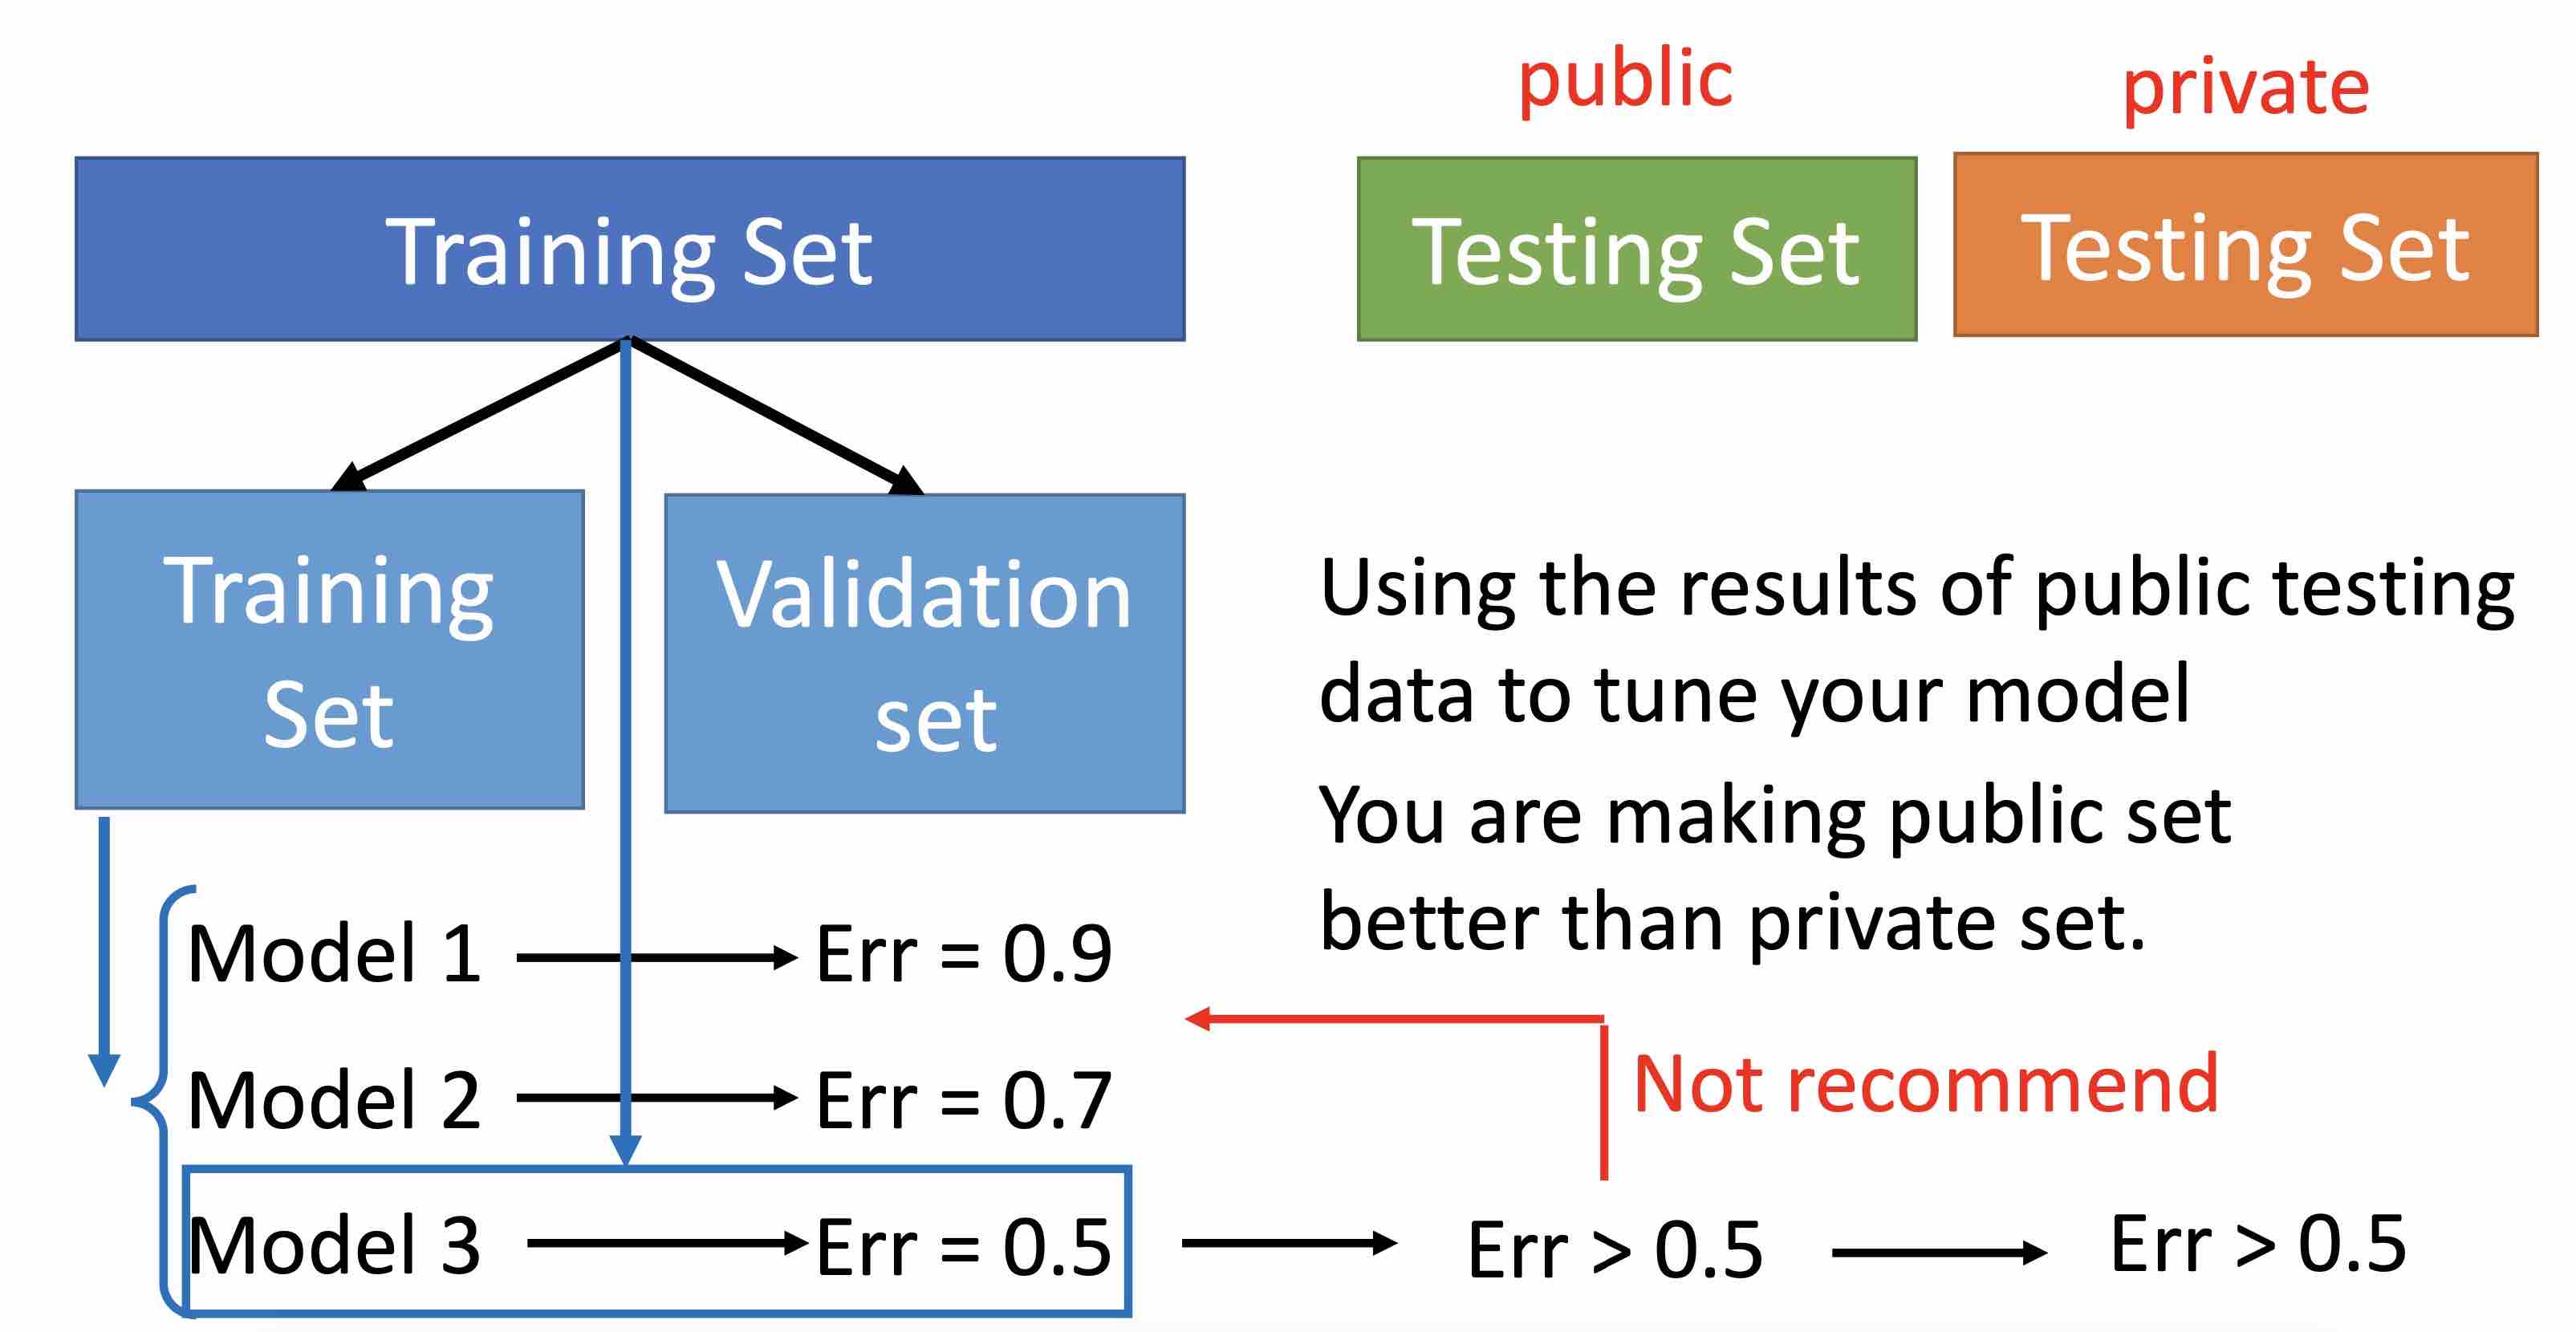 public
private
Training Set
Testing Set
Testing Set
Training
Set
Validation
set
Using the results of public testing
data to tune your model
You are making public set
better than private set.
Model 1
Err = 0.9
Not recommend
Model 2
Err = 0.7
Model 3
Err = 0.5
Err > 0.5
Err > 0.5